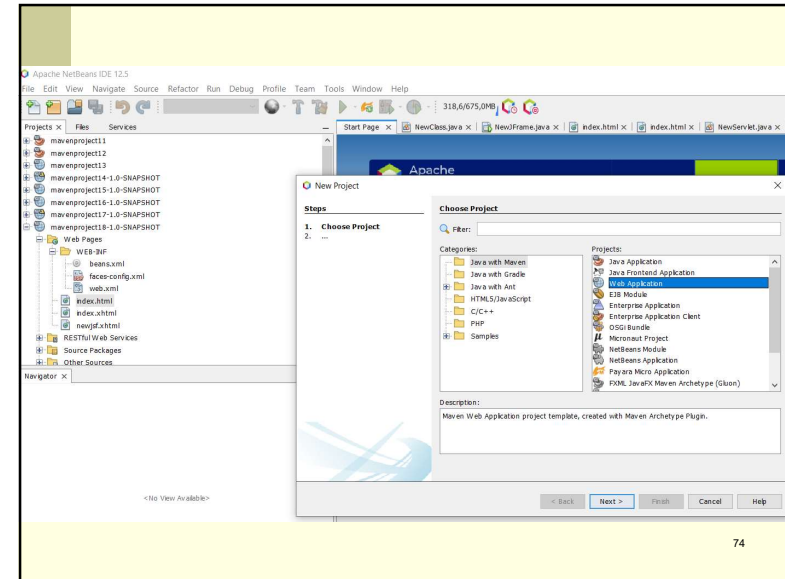 Apache NetBeans IDE 12.5
File Edit View Navigate Source Refactor Run Debug Profile Team Tools Window Help
318,6/675,0MB
Projects Files Services
Start Page NewClass.java NewJFrame.java index.html index.html NewServlet.java
mavenproject11
mavenproject12
mavenproject13
mavenproject14-1.0-SNAPSHOT
mavenproject15-1.0-SNAPSHOT
mavenproject16-1.0-SNAPSHOT
mavenproject17-1.0-SNAPSHOT
mavenproject18-1.0-SNAPSHOT
Web Pages
WEB-INF
beans.xml
faces-config.xml
web.xml
index.html
index.xhtml
newjsf.xhtml
RESTful Web Services
Source Packages
Other Sources
Navigator
<No View Available>
Apache
New Project
Steps
1. Choose Project
2. ...
Choose Project
Filter:
Categories:
Java with Maven
Java with Gradle
Java with Ant
HTML5/JavaScript
C/C++
PHP
Samples
Projects:
Java Application
Java Frontend Application
Web Application
EJB Module
Enterprise Application
Enterprise Application Client
OSGi Bundle
Micronaut Project
NetBeans Module
NetBeans Application
Payara Micro Application
FXML JavaFX Maven Archetype (Gluon)
Description:
Maven Web Application project template, created with Maven Archetype Plugin.
< Back Next > Finish Cancel Help
74